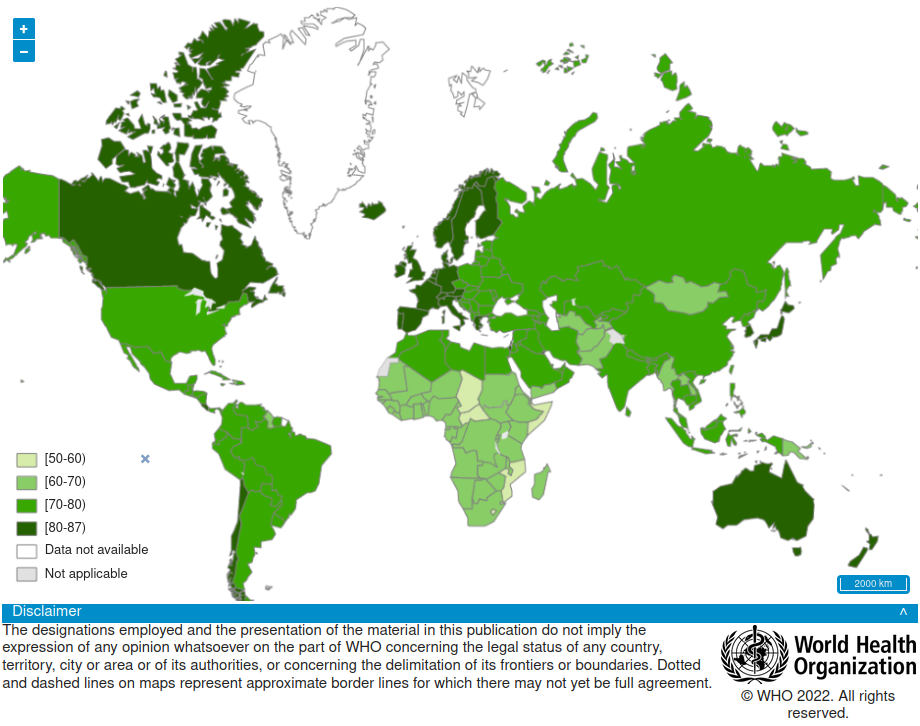 +
−
[50-60)
[60-70)
[70-80)
[80-87)
Data not available
Not applicable
2000 km
Disclaimer
^
The designations employed and the presentation of the material in this publication do not imply the
expression of any opinion whatsoever on the part of WHO concerning the legal status of any country,
territory, city or area or of its authorities, or concerning the delimitation of its frontiers or boundaries. Dotted
and dashed lines on maps represent approximate border lines for which there may not yet be full agreement.
World Health
Organization
© WHO 2022. All rights
reserved.